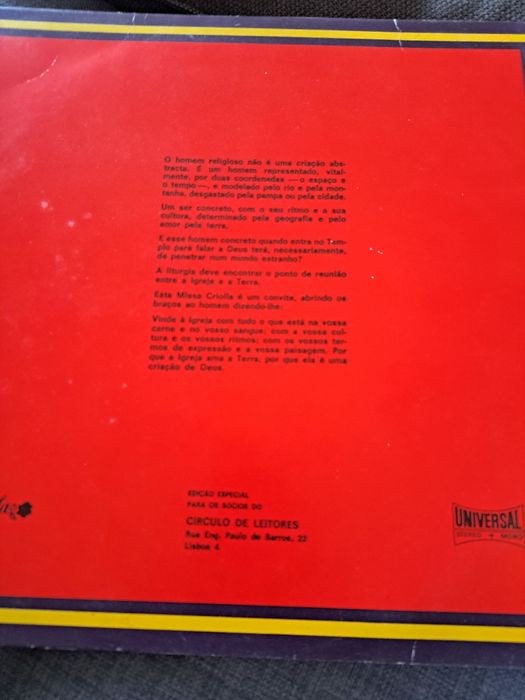 O homem religioso não é uma criação abs-
tracta. É um homem representado, vital-
mente, por duas coordenadas — o espaço e
o tempo —, e modelado pelo rio e pela mon-
tanha, desgastado pela pampa ou pela cidade.
Um ser concreto, com o seu ritmo e a sua
cultura, determinado pela geografia e pelo
amor pela terra.
E esse homem concreto quando entra no Tem-
plo para falar a Deus terá, necessariamente,
de penetrar num mundo estranho?
A liturgia deve encontrar o ponto de reunião
entre a Igreja e a Terra.
Esta Missa Criolla é um convite, abrindo os
braços ao homem dizendo-lhe:
Vinde à Igreja com tudo o que está na vossa
carne e no vosso sangue; com a vossa cul-
tura e os vossos ritmos; com os vossos ter-
mos de expressão e a vossa paisagem. Por
que a Igreja ama a Terra, por que ela é uma
criação de Deus.
EDIÇÃO ESPECIAL
PARA OS SÓCIOS DO
CÍRCULO DE LEITORES
Rua Eng. Paulo de Barros, 22
Lisboa 4
UNIVERSAL
STEREO + MONO